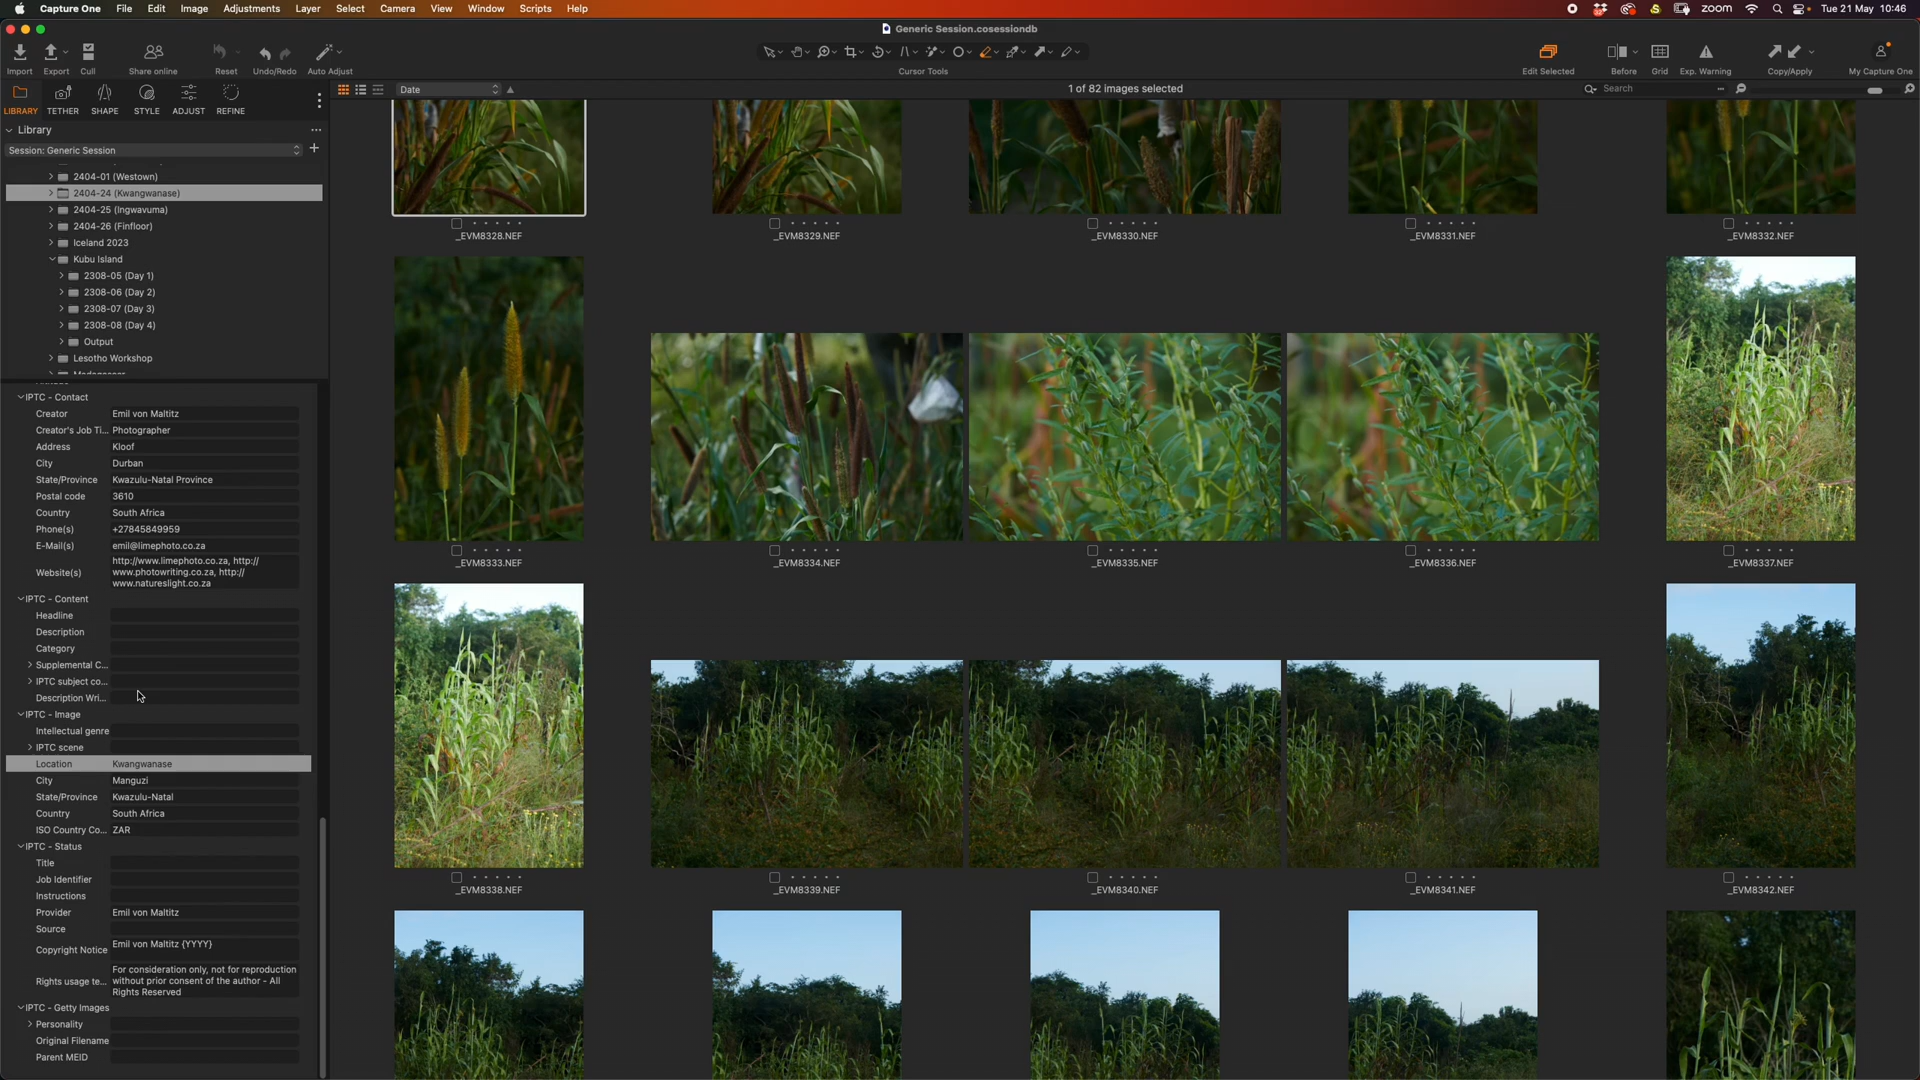 Capture One File Edit Image Adjustments Layer Select Camera View Window Scripts Help zoom Tue 21 May 10:46
Generic Session.cosessiondb
Import Export Cull Share online Reset Undo/Redo Auto Adjust Cursor Tools Edit Selected Before Grid Exp. Warning Copy/Apply My Capture One
LIBRARY TETHER SHAPE STYLE ADJUST REFINE
Date 1 of 82 images selected Search
Library
Session: Generic Session
2404-01 (Westown)
2404-24 (Kwangwanase)
2404-25 (Ingwavuma)
2404-26 (Finfloor)
Iceland 2023
Kubu Island
2308-05 (Day 1)
2308-06 (Day 2)
2308-07 (Day 3)
2308-08 (Day 4)
Output
Lesotho Workshop
IPTC - Contact
Creator Emil von Maltitz
Creator's Job Ti... Photographer
Address Kloof
City Durban
State/Province Kwazulu-Natal Province
Postal code 3610
Country South Africa
Phone(s) +27845849959
E-Mail(s) emil@limephoto.co.za
Website(s) http://www.limephoto.co.za, http://
www.photowriting.co.za, http://
www.natureslight.co.za
IPTC - Content
Headline
Description
Category
Supplemental C...
IPTC subject co...
Description Wri...
IPTC - Image
Intellectual genre
IPTC scene
Location Kwangwanase
City Manguzi
State/Province Kwazulu-Natal
Country South Africa
ISO Country Co... ZAR
IPTC - Status
Title
Job Identifier
Instructions
Provider Emil von Maltitz
Source
Copyright Notice Emil von Maltitz {YYYY}
Rights usage te... For consideration only, not for reproduction
without prior consent of the author - All
Rights Reserved
IPTC - Getty Images
Personality
Original Filename
Parent MEID
_EVM8328.NEF _EVM8329.NEF _EVM8330.NEF _EVM8331.NEF _EVM8332.NEF
_EVM8333.NEF _EVM8334.NEF _EVM8335.NEF _EVM8336.NEF _EVM8337.NEF
_EVM8338.NEF _EVM8339.NEF _EVM8340.NEF _EVM8341.NEF _EVM8342.NEF